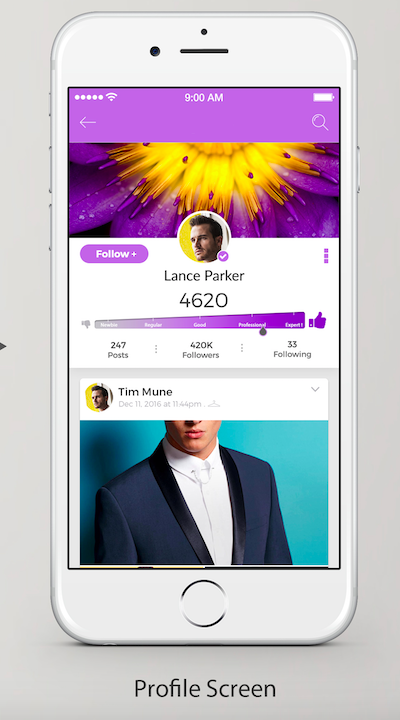 9:00 AM
Follow +
Lance Parker
4620
Newbie Regular Good Professional Expert !
247 420K 33
Posts Followers Following
Tim Mune
Dec 11, 2016 at 11:44pm
Profile Screen